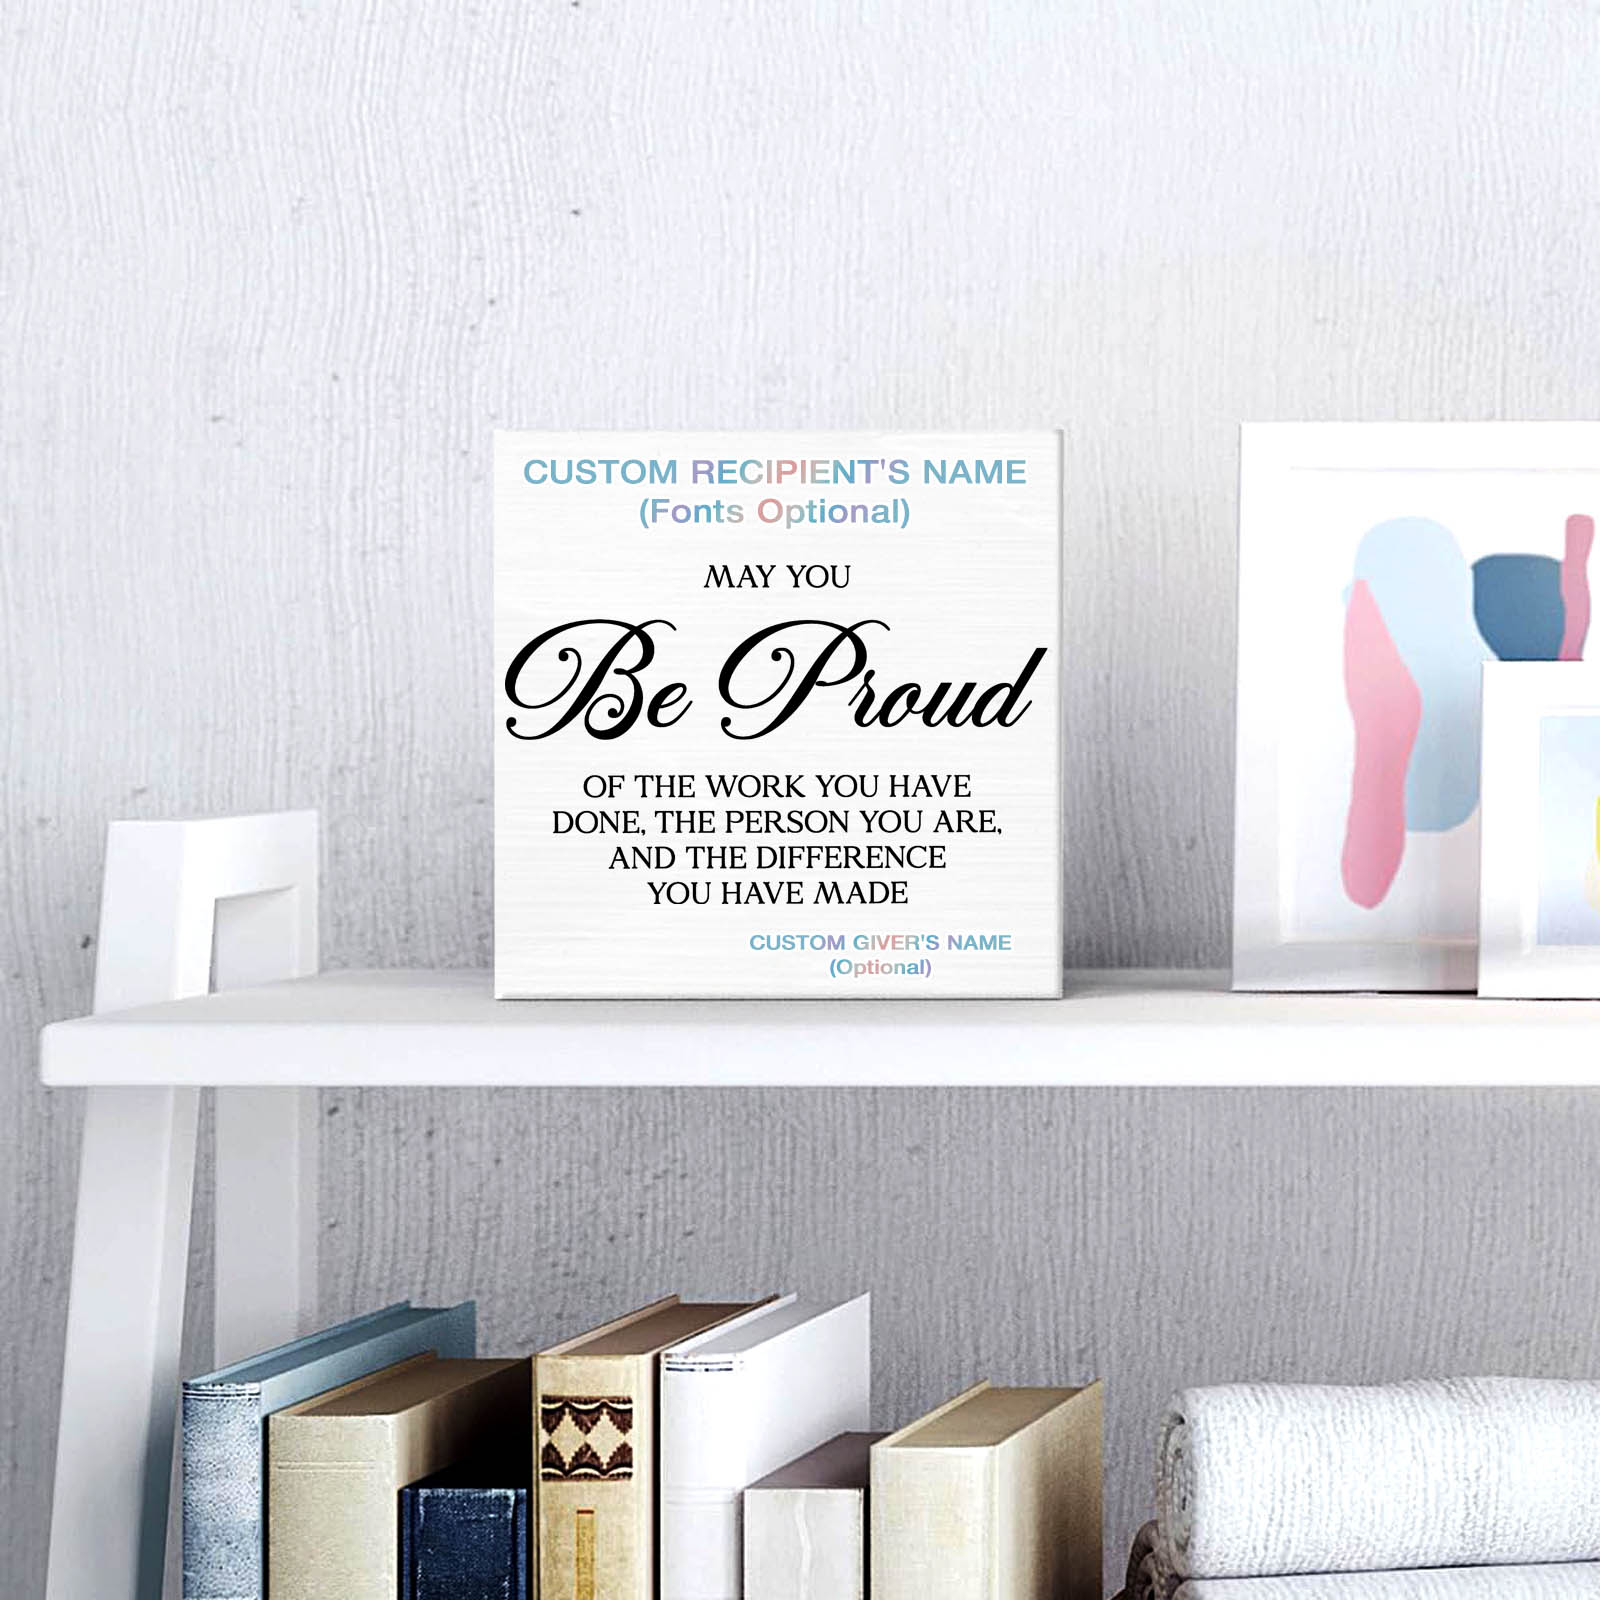 CUSTOM RECIPIENT'S NAME
(Fonts Optional)
MAY YOU
Be Proud
OF THE WORK YOU HAVE
DONE, THE PERSON YOU ARE,
AND THE DIFFERENCE
YOU HAVE MADE
CUSTOM GIVER'S NAME
(Optional)